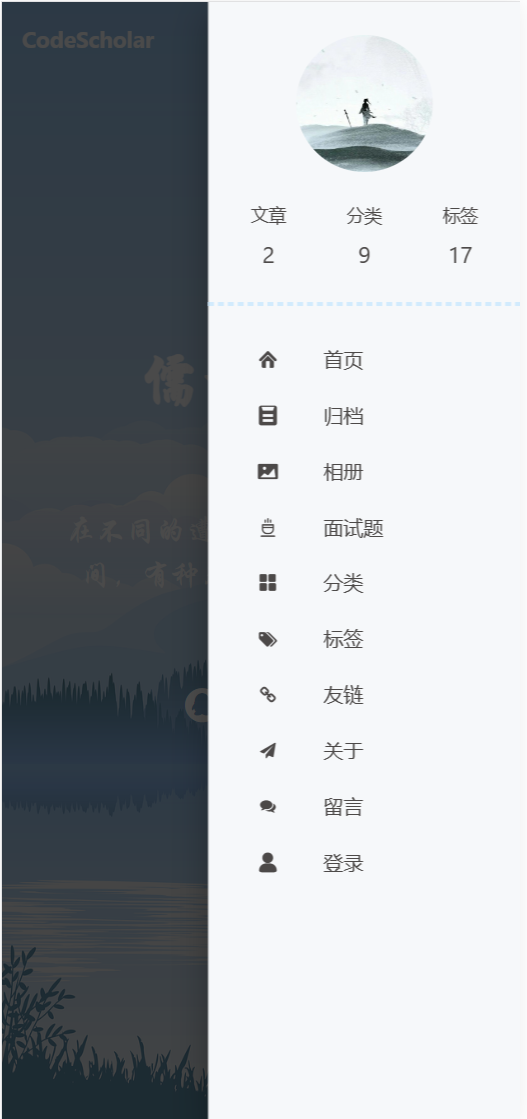 CodeScholar
儒
在不同的
间，有种
文章 分类 标签
2 9 17
首页
归档
相册
面试题
分类
标签
友链
关于
留言
登录